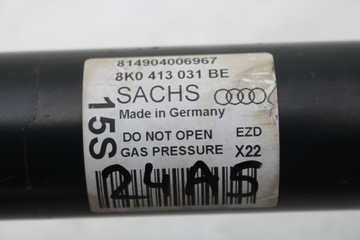 814904006967
8K0 413 031 BE
SACHS
Made in Germany
15S
DO NOT OPEN EZD
GAS PRESSURE X22
24A5